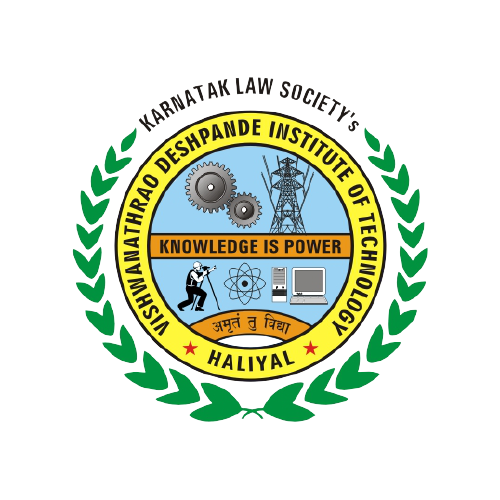 KARNATAK LAW SOCIETY's
VISHWANATHRAO DESHPANDE INSTITUTE OF TECHNOLOGY
KNOWLEDGE IS POWER
अमृतं तु विद्या
HALIYAL